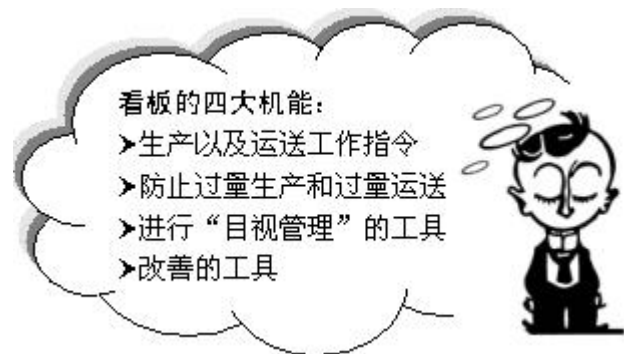 看板的四大机能：
➢生产以及运送工作指令
➢防止过量生产和过量运送
➢进行“目视管理”的工具
➢改善的工具